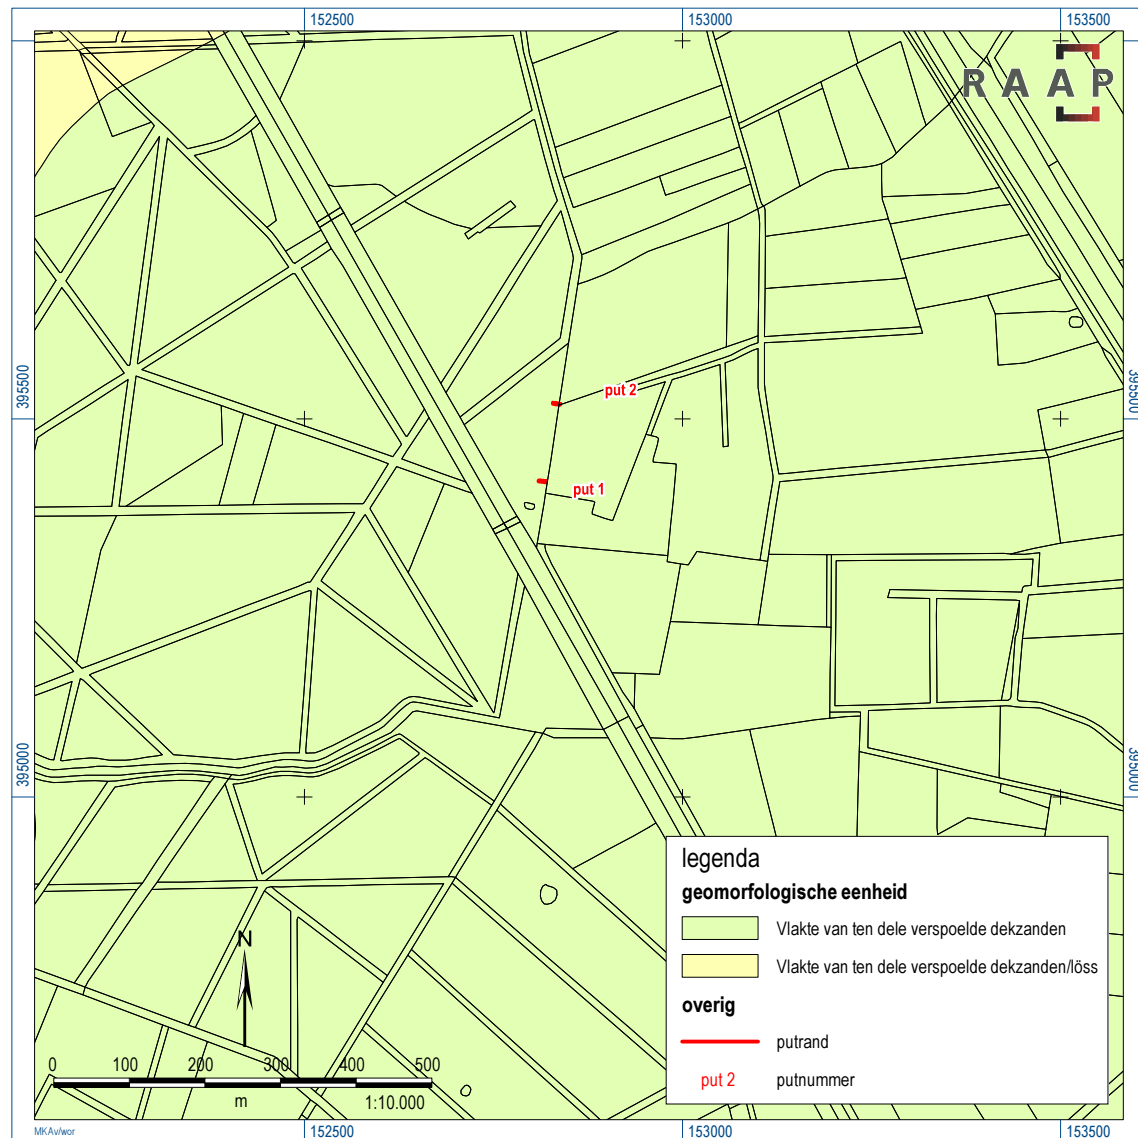 152500
153000
153500
RAAP
395500
395500
put 2
put 1
395000
395000
legenda
geomorfologische eenheid
Vlakte van ten dele verspoelde dekzanden
Vlakte van ten dele verspoelde dekzanden/löss
overig
putrand
put 2 putnummer
N
0 100 200 300 400 500
m 1:10.000
MKAv/wor
152500
153000
153500